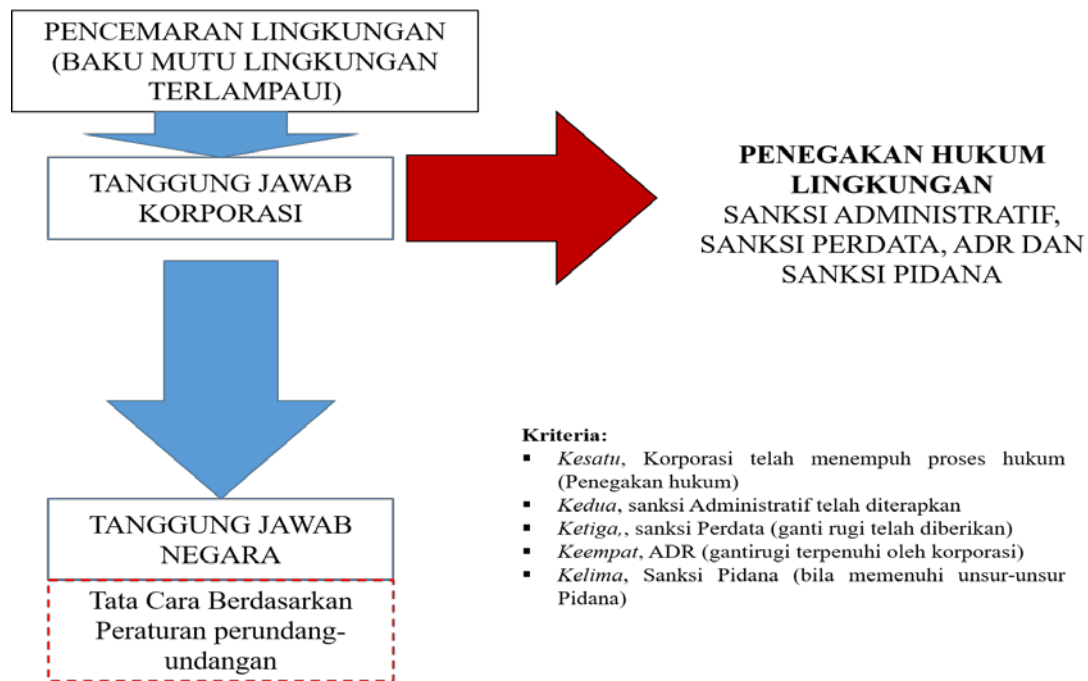 PENCEMARAN LINGKUNGAN
(BAKU MUTU LINGKUNGAN
TERLAMPAUI)
TANGGUNG JAWAB
KORPORASI
PENEGAKAN HUKUM
LINGKUNGAN
SANKSI ADMINISTRATIF,
SANKSI PERDATA, ADR DAN
SANKSI PIDANA
TANGGUNG JAWAB
NEGARA
Tata Cara Berdasarkan
Peraturan perundang-
undangan
Kriteria:
▪ Kesatu, Korporasi telah menempuh proses hukum
(Penegakan hukum)
▪ Kedua, sanksi Administratif telah diterapkan
▪ Ketiga,, sanksi Perdata (ganti rugi telah diberikan)
▪ Keempat, ADR (gantirugi terpenuhi oleh korporasi)
▪ Kelima, Sanksi Pidana (bila memenuhi unsur-unsur
Pidana)